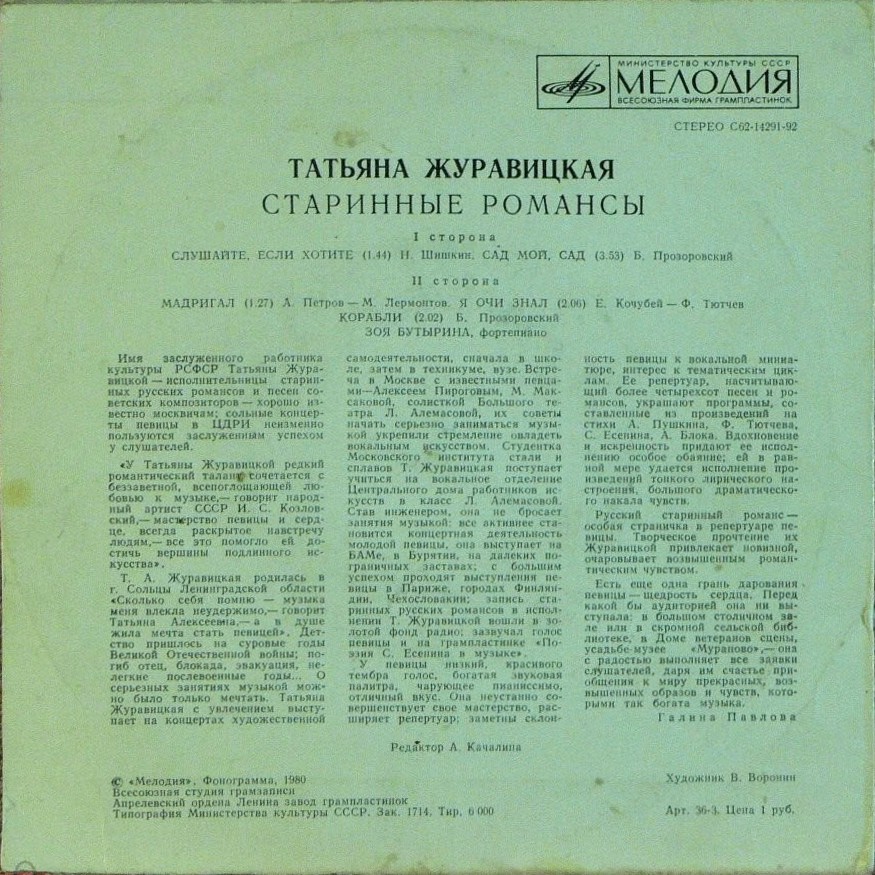 МИНИСТЕРСТВО КУЛЬТУРЫ СССР
МЕЛОДИЯ
ВСЕСОЮЗНАЯ ФИРМА ГРАМПЛАСТИНОК
СТЕРЕО С62-14291-92
ТАТЬЯНА ЖУРАВИЦКАЯ
СТАРИННЫЕ РОМАНСЫ
I сторона
СЛУШАЙТЕ, ЕСЛИ ХОТИТЕ (1.44) Н. Шишкин. САД МОЙ, САД (3.53) Б. Прозоровский
II сторона
МАДРИГАЛ (1.27) А. Петров — М. Лермонтов. Я ОЧИ ЗНАЛ (2.06) Е. Кочубей — Ф. Тютчев
КОРАБЛИ (2.02) Б. Прозоровский
ЗОЯ БУТЫРИНА, фортепиано
Имя заслуженного работника
культуры РСФСР Татьяны Жура-
вицкой — исполнительницы старин-
ных русских романсов и песен со-
ветских композиторов — хорошо из-
вестно москвичам; сольные концер-
ты певицы в ЦДРИ неизменно
пользуются заслуженным успехом
у слушателей.
«У Татьяны Журавицкой редкий
романтический талант сочетается с
беззаветной, всепоглощающей лю-
бовью к музыке,— говорит народ-
ный артист СССР И. С. Козлов-
ский,— мастерство певицы и серд-
це, всегда раскрытое навстречу
людям,— все это помогло ей до-
стичь вершины подлинного ис-
кусства».
Т. А. Журавицкая родилась в
г. Сольцы Ленинградской области
«Сколько себя помню — музыка
меня влекла неудержимо,— говорит
Татьяна Алексеевна,— а в душе
жила мечта стать певицей». Дет-
ство пришлось на суровые годы
Великой Отечественной войны; по-
гиб отец, блокада, эвакуация, не-
легкие послевоенные годы... О
серьезных занятиях музыкой мож-
но было только мечтать. Татьяна
Журавицкая с увлечением высту-
пает на концертах художественной
самодеятельности, сначала в шко-
ле, затем в техникуме, вузе. Встре-
ча в Москве с известными певца-
ми—Алексеем Пироговым, М. Мак-
саковой, солисткой Большого те-
атра Л. Алемасовой, их советы
начать серьезно заниматься музы-
кой укрепили стремление овладеть
вокальным искусством. Студентка
Московского института стали и
сплавов Т. Журавицкая поступает
учиться на вокальное отделение
Центрального дома работников ис-
кусств в класс Л. Алемасовой.
Став инженером, она не бросает
занятия музыкой: все активнее ста-
новится концертная деятельность
молодой певицы, она выступает на
БАМе, в Бурятии, на далеких по-
граничных заставах; с большим
успехом проходят выступления пе-
вицы в Париже, городах Финлян-
дии, Чехословакии; запись ста-
ринных русских романсов в испол-
нении Т. Журавицкой вошли в зо-
лотой фонд радио; зазвучал голос
певицы и на грампластинке «По-
эзия С. Есенина в музыке».
У певицы низкий, красивого
тембра голос, богатая звуковая
палитра, чарующее пианиссимо,
отличный вкус. Она неустанно со-
вершенствует свое мастерство, рас-
ширяет репертуар; заметны склон-
ность певицы к вокальной миниа-
тюре, интерес к тематическим цик-
лам. Ее репертуар, насчитываю-
щий более четырехсот песен и ро-
мансов, украшают программы, со-
ставленные из произведений на
стихи А. Пушкина, Ф. Тютчева,
С. Есенина, А. Блока. Вдохновение
и искренность придают ее исполне-
нию особое обаяние; ей в рав-
ной мере удается исполнение про-
изведений тонкого лирического на-
строения, большого драматическо-
го накала чувств.
Русский старинный романс —
особая страничка в репертуаре пе-
вицы. Творческое прочтение их
Журавицкой привлекает новизной,
очаровывает возвышенным роман-
тическим чувством.
Есть еще одна грань дарования
певицы — щедрость сердца. Перед
какой бы аудиторией она ни вы-
ступала: в большом столичном за-
ле или в скромной сельской биб-
лиотеке, в Доме ветеранов сцены,
усадьбе-музее «Мураново»,— она
с радостью выполняет все заявки
слушателей, даря им счастье при-
общения к миру прекрасных, воз-
вышенных образов и чувств, кото-
рыми так богата музыка.
Галина Павлова
Редактор А. Качалина
© «Мелодия», Фонограмма, 1980
Всесоюзная студия грамзаписи
Апрелевский ордена Ленина завод грампластинок
Типография Министерства культуры СССР. Зак. 1714. Тир. 6 000
Художник В. Воронин
Арт. 36-3. Цена 1 руб.